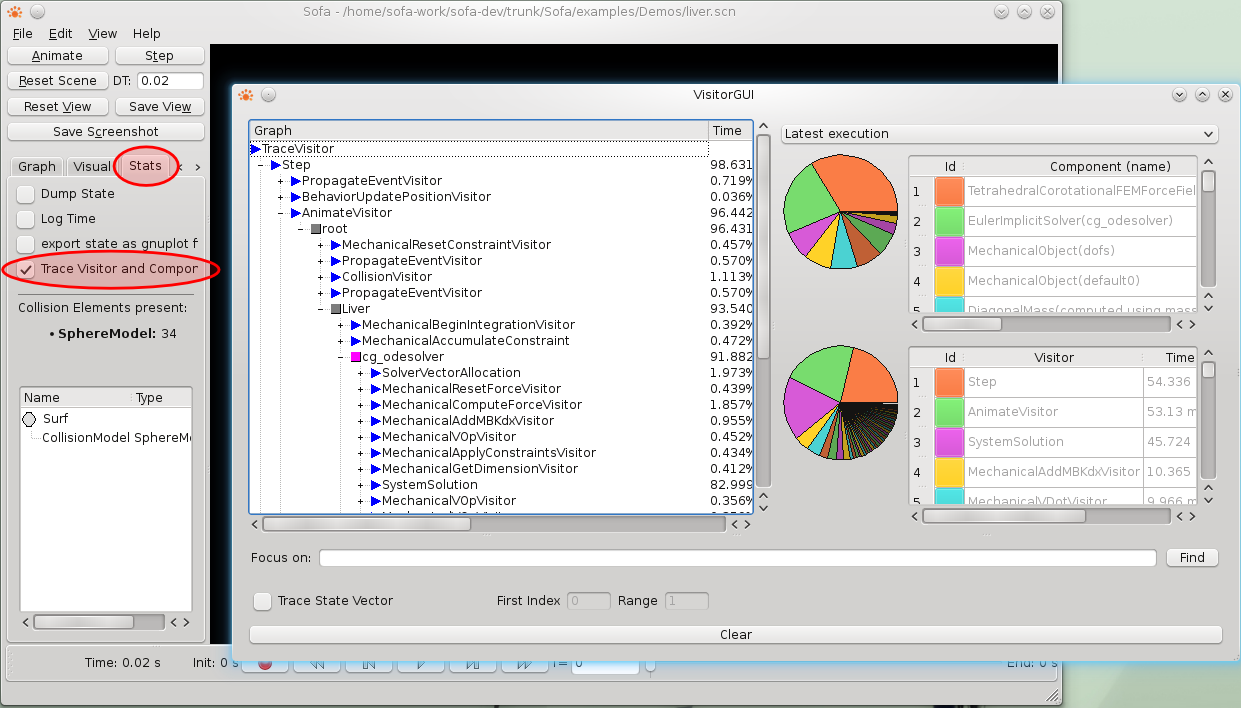 Sofa - /home/sofa-work/sofa-dev/trunk/Sofa/examples/Demos/liver.scn
File Edit View Help
Animate Step
Reset Scene DT: 0.02
Reset View Save View
Save Screenshot
Graph Visual Stats
Dump State
Log Time
export state as gnuplot f
Trace Visitor and Compon
Collision Elements present:
• SphereModel: 34
Name Type
Surf
CollisionModel SphereMo
Time: 0.02 s Init: 0 s
0
End: 0 s
VisitorGUI
Graph Time
TraceVisitor
Step 98.631
PropagateEventVisitor 0.719%
BehaviorUpdatePositionVisitor 0.036%
AnimateVisitor 96.442
root 96.431
MechanicalResetConstraintVisitor 0.457%
PropagateEventVisitor 0.570%
CollisionVisitor 1.113%
PropagateEventVisitor 0.570%
Liver 93.540
MechanicalBeginIntegrationVisitor 0.392%
MechanicalAccumulateConstraint 0.472%
cg_odesolver 91.882
SolverVectorAllocation 1.973%
MechanicalResetForceVisitor 0.439%
MechanicalComputeForceVisitor 1.857%
MechanicalAddMBKdxVisitor 0.955%
MechanicalVOpVisitor 0.452%
MechanicalApplyConstraintsVisitor 0.434%
MechanicalGetDimensionVisitor 0.412%
SystemSolution 82.999
MechanicalVOpVisitor 0.356%
Latest execution
Id Component (name)
1 TetrahedralCorotationalFEMForceFiel
2 EulerImplicitSolver(cg_odesolver)
3 MechanicalObject(dofs)
4 MechanicalObject(default0)
5 DiagonalMass(computed using mass
Id Visitor Time
1 Step 54.336
2 AnimateVisitor 53.13 m
3 SystemSolution 45.724
4 MechanicalAddMBKdxVisitor 10.365
5 MechanicalVDotVisitor 9.966 m
Focus on: Find
Trace State Vector First Index 0 Range 1
Clear